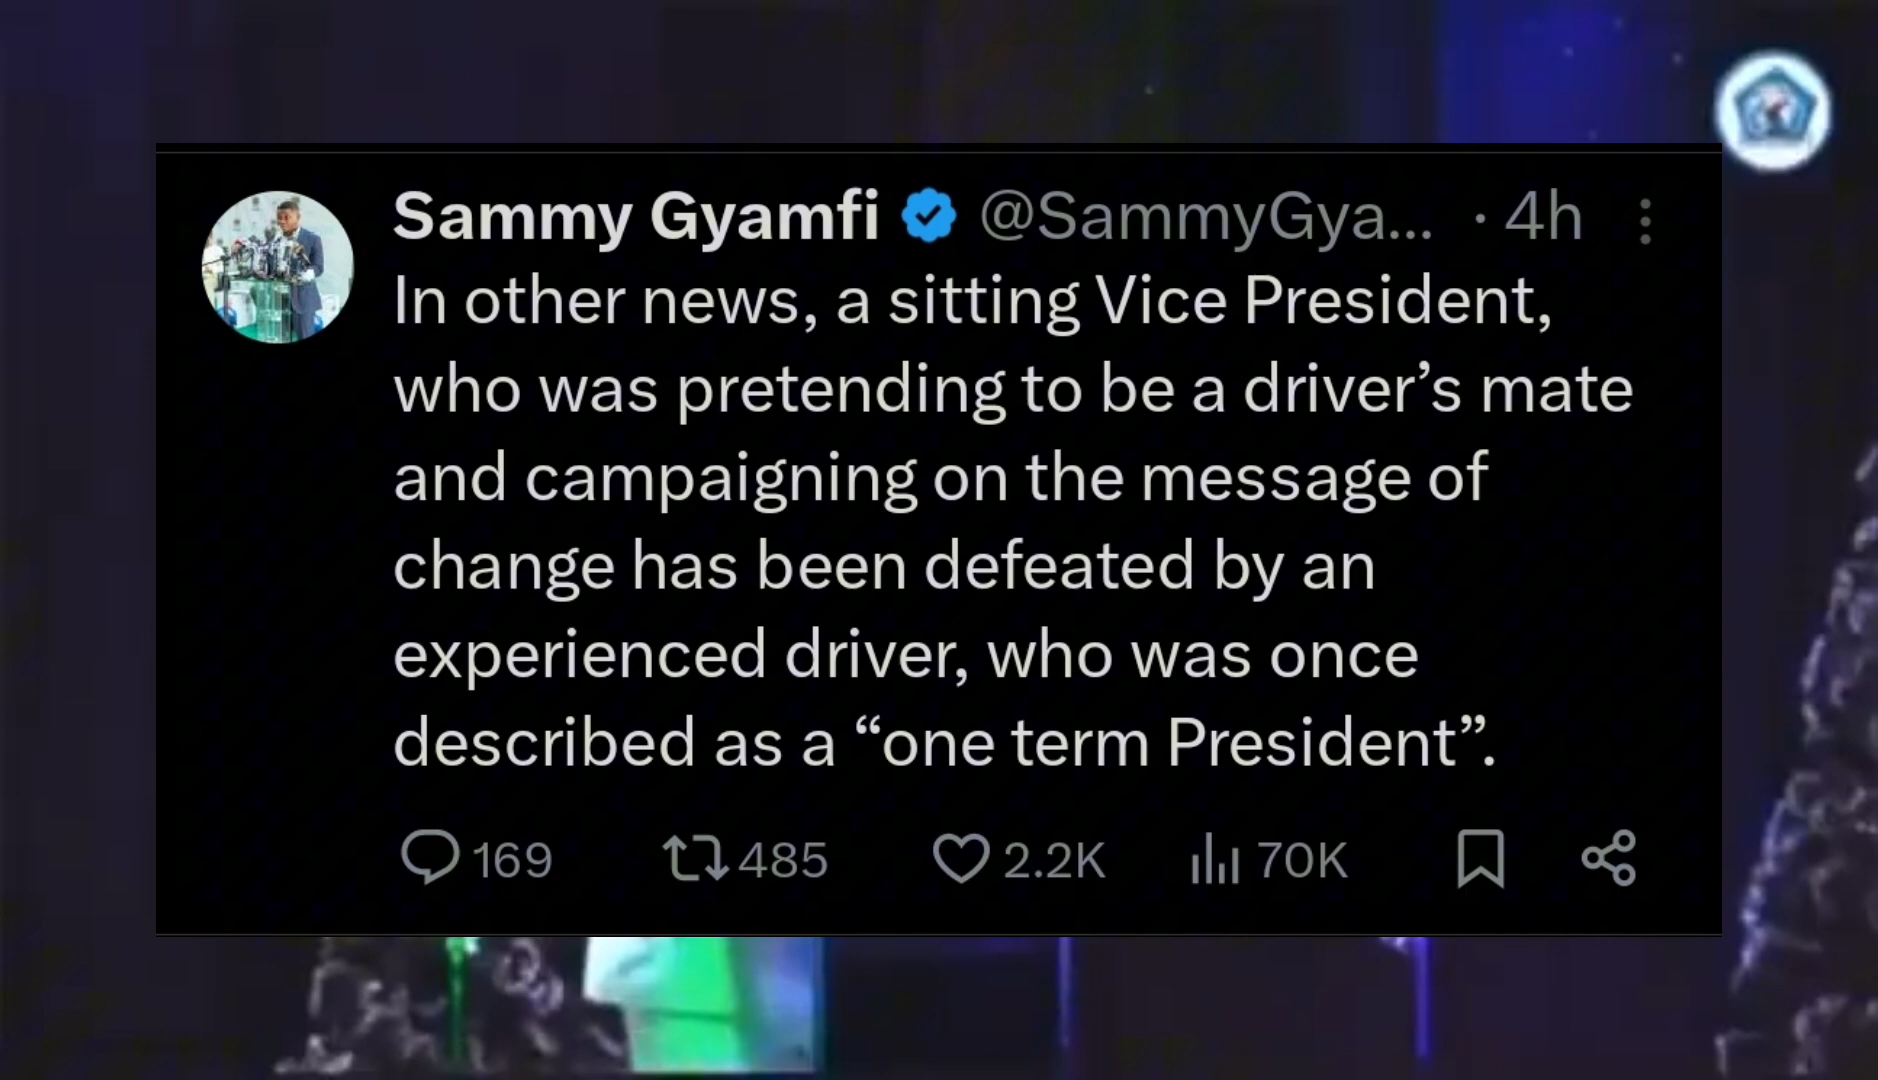 Sammy Gyamfi @SammyGya... · 4h
In other news, a sitting Vice President,
who was pretending to be a driver’s mate
and campaigning on the message of
change has been defeated by an
experienced driver, who was once
described as a “one term President”.
169 485 2.2K 70K